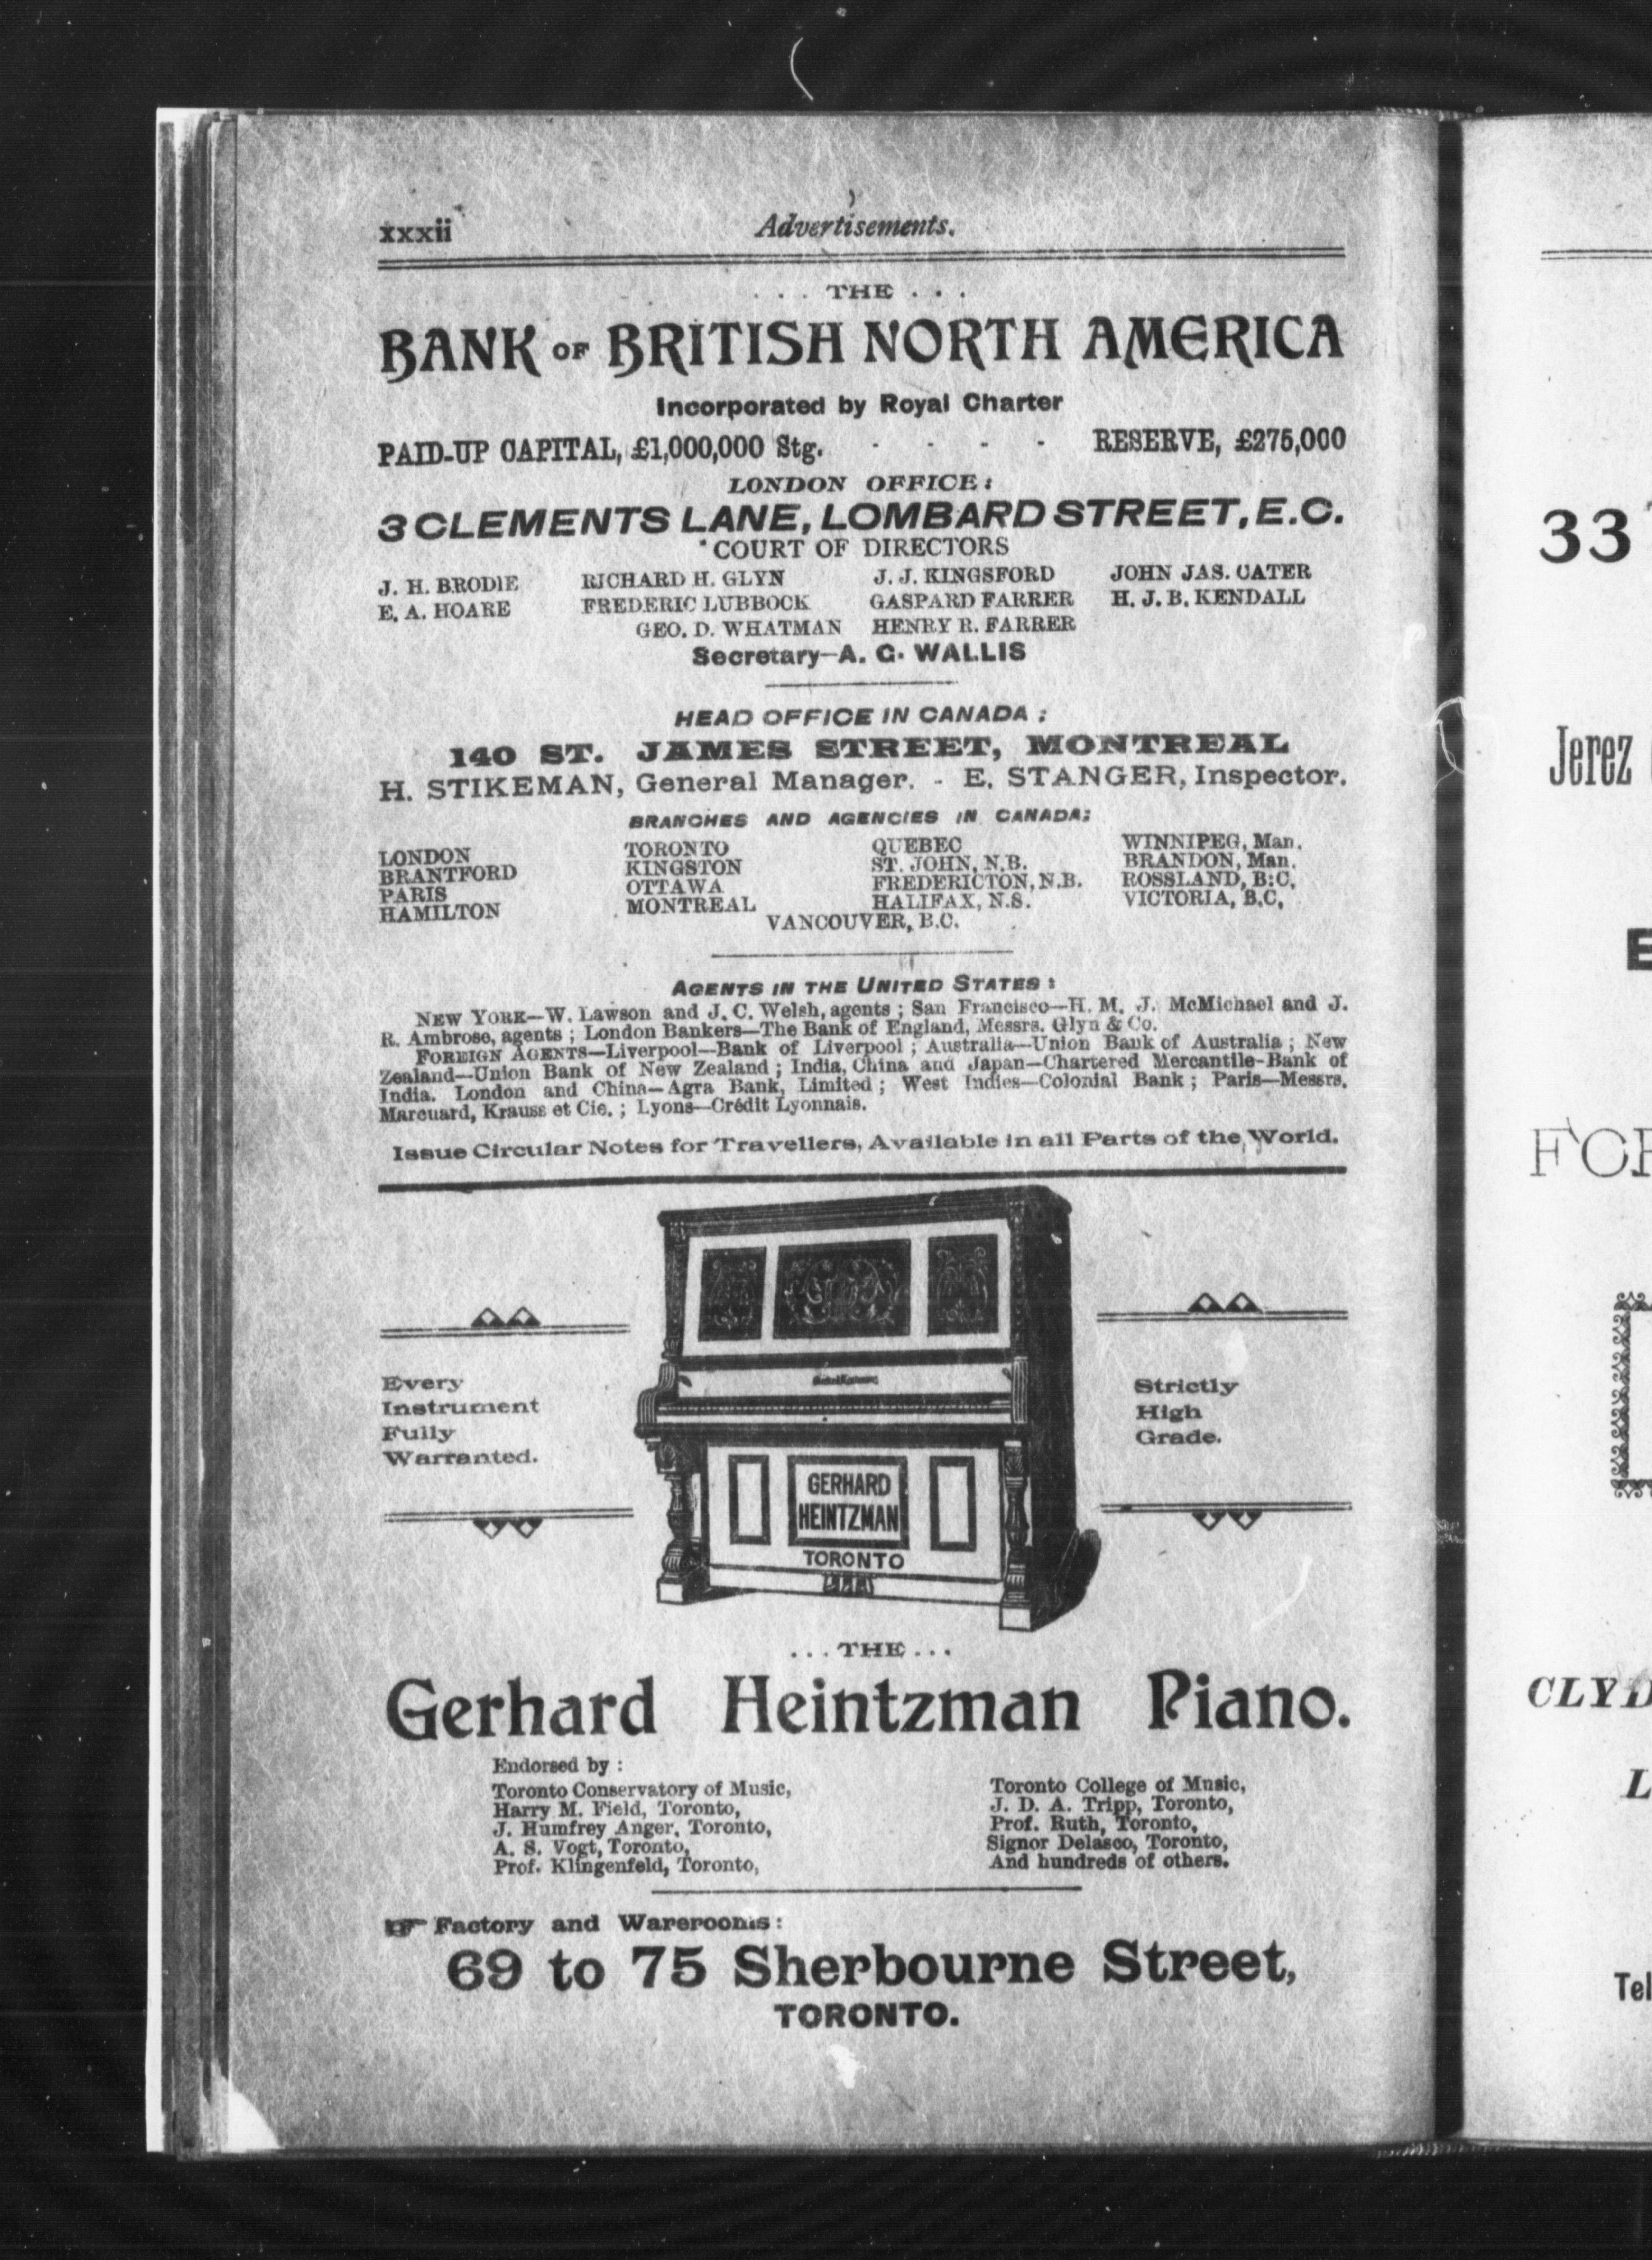 xxxii Advertisements.
. . . THE . . .
BANK OF BRITISH NORTH AMERICA
Incorporated by Royal Charter
PAID-UP CAPITAL, £1,000,000 Stg. - - - - RESERVE, £275,000
LONDON OFFICE:
3 CLEMENTS LANE, LOMBARD STREET, E.C.
COURT OF DIRECTORS
J. H. BRODIE RICHARD H. GLYN J. J. KINGSFORD JOHN JAS. CATER
E. A. HOARE FREDERIC LUBBOCK GASPARD FARRER H. J. B. KENDALL
GEO. D. WHATMAN HENRY R. FARRER
Secretary—A. G. WALLIS
HEAD OFFICE IN CANADA:
140 ST. JAMES STREET, MONTREAL
H. STIKEMAN, General Manager. - E. STANGER, Inspector.
BRANCHES AND AGENCIES IN CANADA:
LONDON TORONTO QUEBEC WINNIPEG, Man.
BRANTFORD KINGSTON ST. JOHN, N.B. BRANDON, Man.
PARIS OTTAWA FREDERICTON, N.B. ROSSLAND, B.C.
HAMILTON MONTREAL HALIFAX, N.S. VICTORIA, B.C,
VANCOUVER, B.C.
AGENTS IN THE UNITED STATES:
NEW YORK—W. Lawson and J. C. Welsh, agents ; San Francisco—H. M. J. McMichael and J.
R. Ambrose, agents ; London Bankers—The Bank of England, Messrs. Glyn & Co.
FOREIGN AGENTS—Liverpool—Bank of Liverpool ; Australia—Union Bank of Australia ; New
Zealand—Union Bank of New Zealand ; India, China and Japan—Chartered Mercantile-Bank of
India. London and China—Agra Bank, Limited ; West Indies—Colonial Bank ; Paris—Messrs.
Marcuard, Krauss et Cie. ; Lyons—Crédit Lyonnais.
Issue Circular Notes for Travellers, Available in all Parts of the World.
Every
Instrument
Fully
Warranted.
Strictly
High
Grade.
GERHARD
HEINTZMAN
TORONTO
. . . THE . . .
Gerhard Heintzman Piano.
Endorsed by :
Toronto Conservatory of Music,
Harry M. Field, Toronto,
J. Humfrey Anger, Toronto,
A. S. Vogt, Toronto,
Prof. Klingenfeld, Toronto,
Toronto College of Music,
J. D. A. Tripp, Toronto,
Prof. Ruth, Toronto,
Signor Delasco, Toronto,
And hundreds of others.
☞ Factory and Warerooms:
69 to 75 Sherbourne Street,
TORONTO.
33
Jerez
E
FOR
CLYD
L
Tel